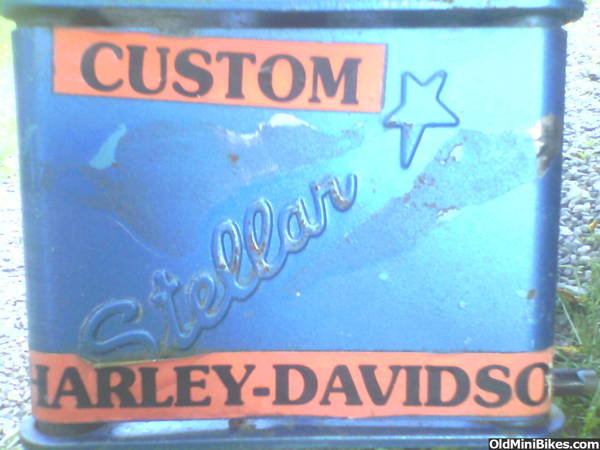 CUSTOM
Stellar
HARLEY-DAVIDSO
OldMiniBikes.com